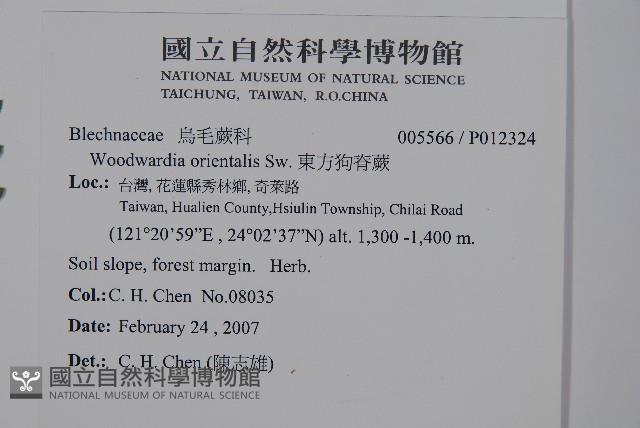 國立自然科學博物館
NATIONAL MUSEUM OF NATURAL SCIENCE
TAICHUNG, TAIWAN, R.O.CHINA
Blechnaceae 烏毛蕨科 005566 / P012324
Woodwardia orientalis Sw. 東方狗脊蕨
Loc.: 台灣, 花蓮縣秀林鄉, 奇萊路
Taiwan, Hualien County,Hsiulin Township, Chilai Road
(121°20’59”E , 24°02’37”N) alt. 1,300 -1,400 m.
Soil slope, forest margin. Herb.
Col.: C. H. Chen No.08035
Date: February 24 , 2007
Det.: C. H. Chen (陳志雄)
國立自然科學博物館
NATIONAL MUSEUM OF NATURAL SCIENCE